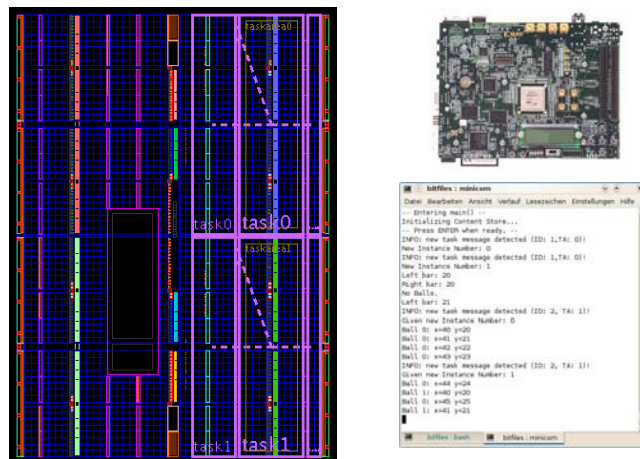 taskarea0
task0
task0
taskarea1
task1
task1
bitfiles : minicom
Datei Bearbeiten Ansicht Verlauf Lesezeichen Einstellungen Hilfe
-- Entering main() --
Initializing Content Store...
-- Press ENTER when ready. --
INFO: new task message detected (ID: 1,TA: 0)!
New Instance Number: 0
INFO: new task message detected (ID: 1,TA: 0)!
New Instance Number: 1
Left bar: 20
Right bar: 20
No Balls.
Left bar: 21
INFO: new task message detected (ID: 2, TA: 1)!
Given new Instance Number: 0
Ball 0: x=40 y=20
Ball 0: x=41 y=21
Ball 0: x=42 y=22
Ball 0: x=43 y=23
INFO: new task message detected (ID: 2, TA: 1)!
Given new Instance Number: 1
Ball 0: x=44 y=24
Ball 1: x=40 y=20
Ball 0: x=45 y=25
Ball 1: x=41 y=21
bitfiles : bash
bitfiles : minicom